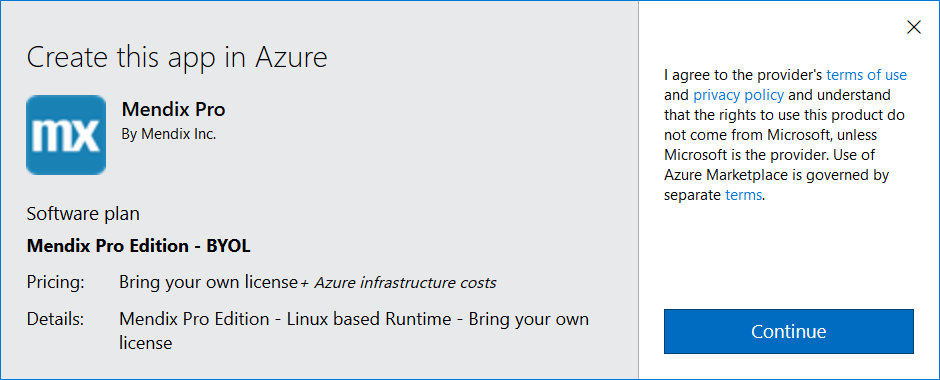 Create this app in Azure
mx
Mendix Pro
By Mendix Inc.
Software plan
Mendix Pro Edition - BYOL
Pricing: Bring your own license + Azure infrastructure costs
Details: Mendix Pro Edition - Linux based Runtime - Bring your own
license
I agree to the provider's terms of use
and privacy policy and understand
that the rights to use this product do
not come from Microsoft, unless
Microsoft is the provider. Use of
Azure Marketplace is governed by
separate terms.
Continue